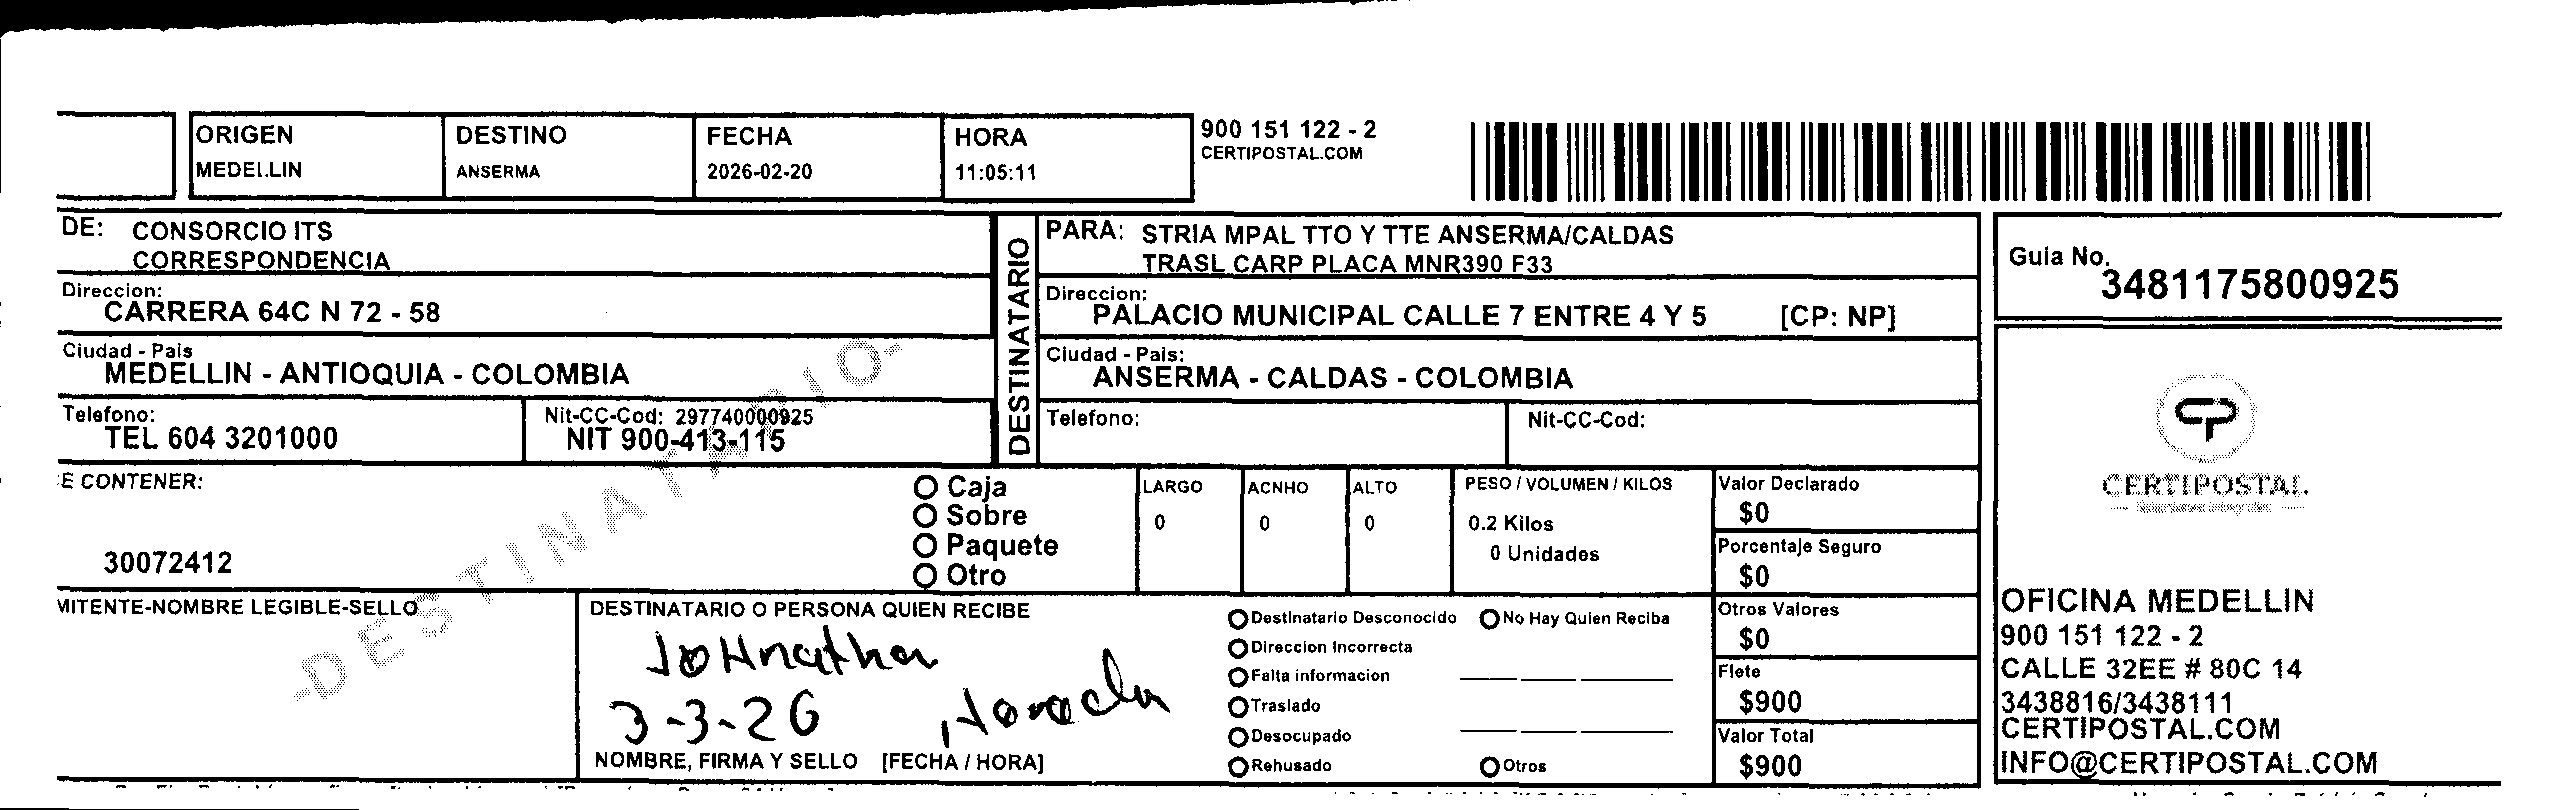 ORIGEN
MEDELLIN
DESTINO
ANSERMA
FECHA
2026-02-20
HORA
11:05:11
900 151 122 - 2
CERTIPOSTAL.COM
DE: CONSORCIO ITS
CORRESPONDENCIA
Direccion:
CARRERA 64C N 72 - 58
Ciudad - Pais
MEDELLIN - ANTIOQUIA - COLOMBIA
Telefono:
TEL 604 3201000
Nit-CC-Cod: 297740000925
NIT 900-413-115
DESTINATARIO
PARA: STRIA MPAL TTO Y TTE ANSERMA/CALDAS
TRASL CARP PLACA MNR390 F33
Direccion:
PALACIO MUNICIPAL CALLE 7 ENTRE 4 Y 5 [CP: NP]
Ciudad - Pais:
ANSERMA - CALDAS - COLOMBIA
Telefono:
Nit-CC-Cod:
Guia No.
3481175800925
E CONTENER:
30072412
Caja
Sobre
Paquete
Otro
LARGO
0
ACNHO
0
ALTO
0
PESO / VOLUMEN / KILOS
0.2 Kilos
0 Unidades
Valor Declarado
$0
Porcentaje Seguro
$0
Otros Valores
$0
Flete
$900
Valor Total
$900
MITENTE-NOMBRE LEGIBLE-SELLO
-DESTINATARIO-
DESTINATARIO O PERSONA QUIEN RECIBE
3-3-26
NOMBRE, FIRMA Y SELLO [FECHA / HORA]
Destinatario Desconocido
No Hay Quien Reciba
Direccion Incorrecta
Falta informacion
Traslado
Desocupado
Rehusado
Otros
CERTIPOSTAL
OFICINA MEDELLIN
900 151 122 - 2
CALLE 32EE # 80C 14
3438816/3438111
CERTIPOSTAL.COM
INFO@CERTIPOSTAL.COM